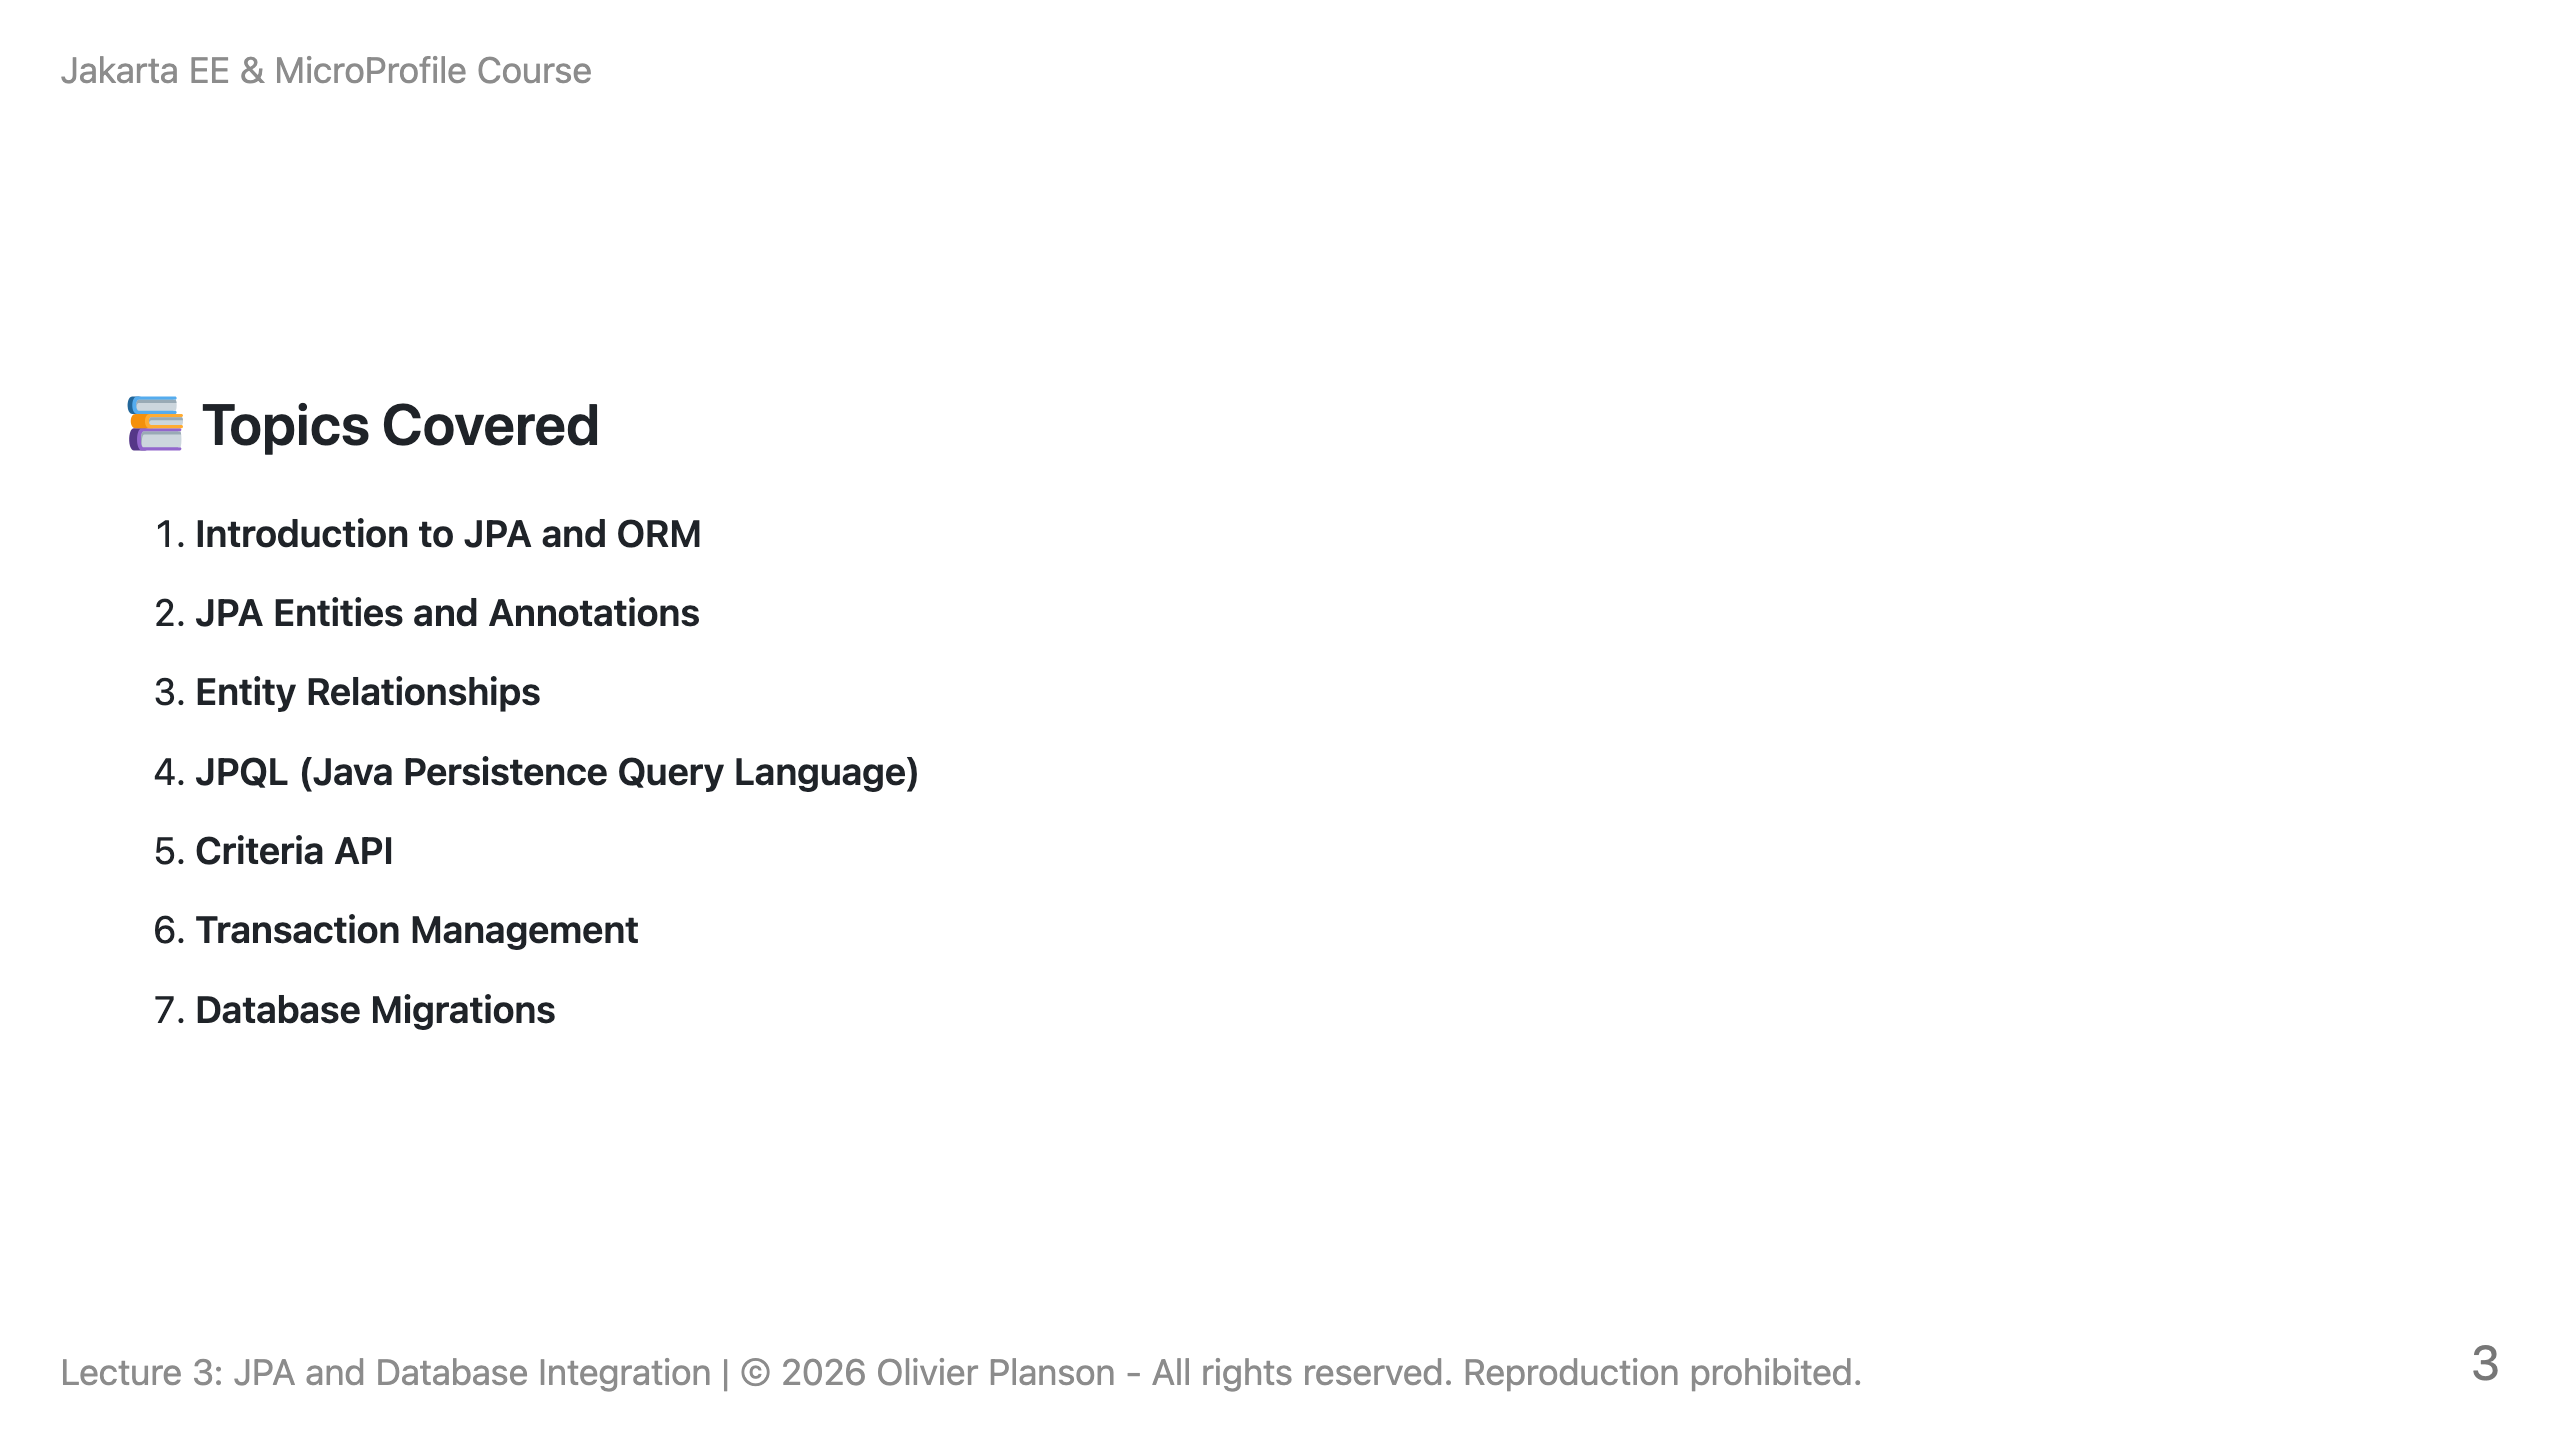 Jakarta EE & MicroProfile Course
📚 Topics Covered
1. Introduction to JPA and ORM
2. JPA Entities and Annotations
3. Entity Relationships
4. JPQL (Java Persistence Query Language)
5. Criteria API
6. Transaction Management
7. Database Migrations
Lecture 3: JPA and Database Integration | © 2026 Olivier Planson - All rights reserved. Reproduction prohibited.
3